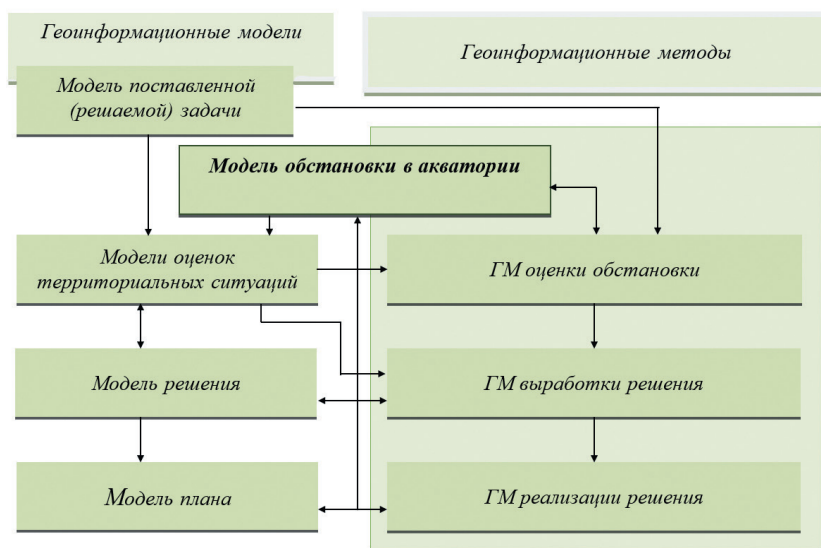 Геоинформационные модели
Геоинформационные методы
Модель поставленной
(решаемой) задачи
Модель обстановки в акватории
Модели оценок
территориальных ситуаций
ГМ оценки обстановки
Модель решения
ГМ выработки решения
Модель плана
ГМ реализации решения